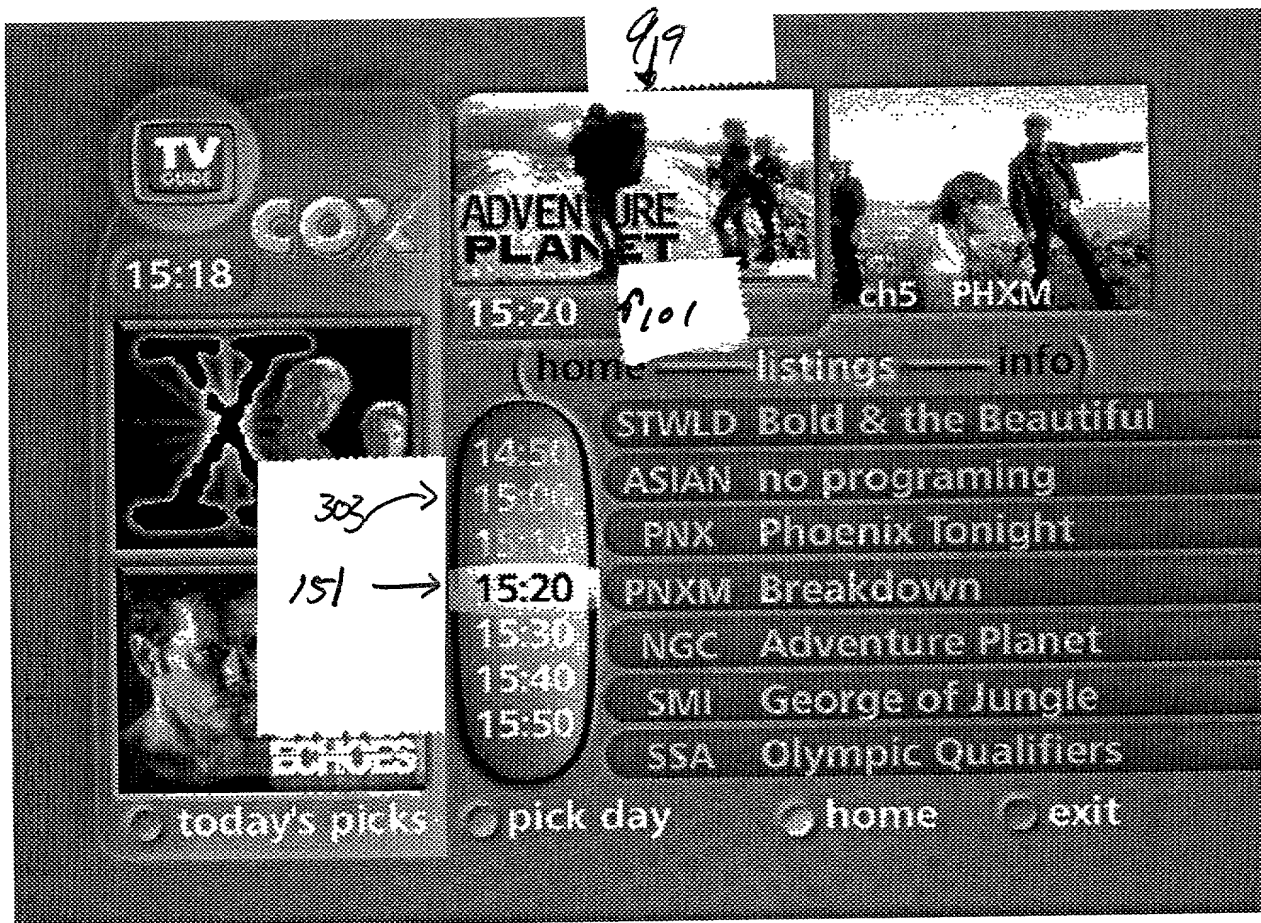 99
TV
COX
15:18
ADVENTURE
PLANET
15:20
101
ch5 PHXM
(home listings info)
14:50
15:00
15:10
15:20
15:30
15:40
15:50
STWLD Bold & the Beautiful
ASIAN no programing
PNX Phoenix Tonight
PNXM Breakdown
NGC Adventure Planet
SMI George of Jungle
SSA Olympic Qualifiers
303
151
X
ECHOES
today's picks
pick day
home
exit